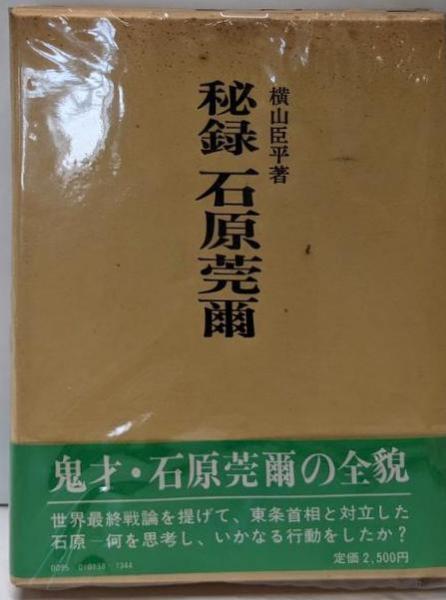 横山臣平著
秘録 石原莞爾
鬼才・石原莞爾の全貌
世界最終戦論を提げて、東条首相と対立した
石原―何を思考し、いかなる行動をしたか?
定価2,500円